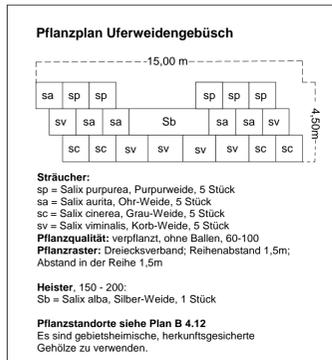 Pflanzplan Uferweidengebüsch
15,00 m
sa sp sp sp sp sp
sv sa sa Sb sa sa sv
sc sc sv sv sv sv sc sc
4,50m
Sträucher:
sp = Salix purpurea, Purpurweide, 5 Stück
sa = Salix aurita, Ohr-Weide, 5 Stück
sc = Salix cinerea, Grau-Weide, 5 Stück
sv = Salix viminalis, Korb-Weide, 5 Stück
Pflanzqualität: verpflanzt, ohne Ballen, 60-100
Pflanzraster: Dreiecksverband; Reihenabstand 1,5m;
Abstand in der Reihe 1,5m
Heister, 150 - 200:
Sb = Salix alba, Silber-Weide, 1 Stück
Pflanzstandorte siehe Plan B 4.12
Es sind gebietsheimische, herkunftsgesicherte
Gehölze zu verwenden.